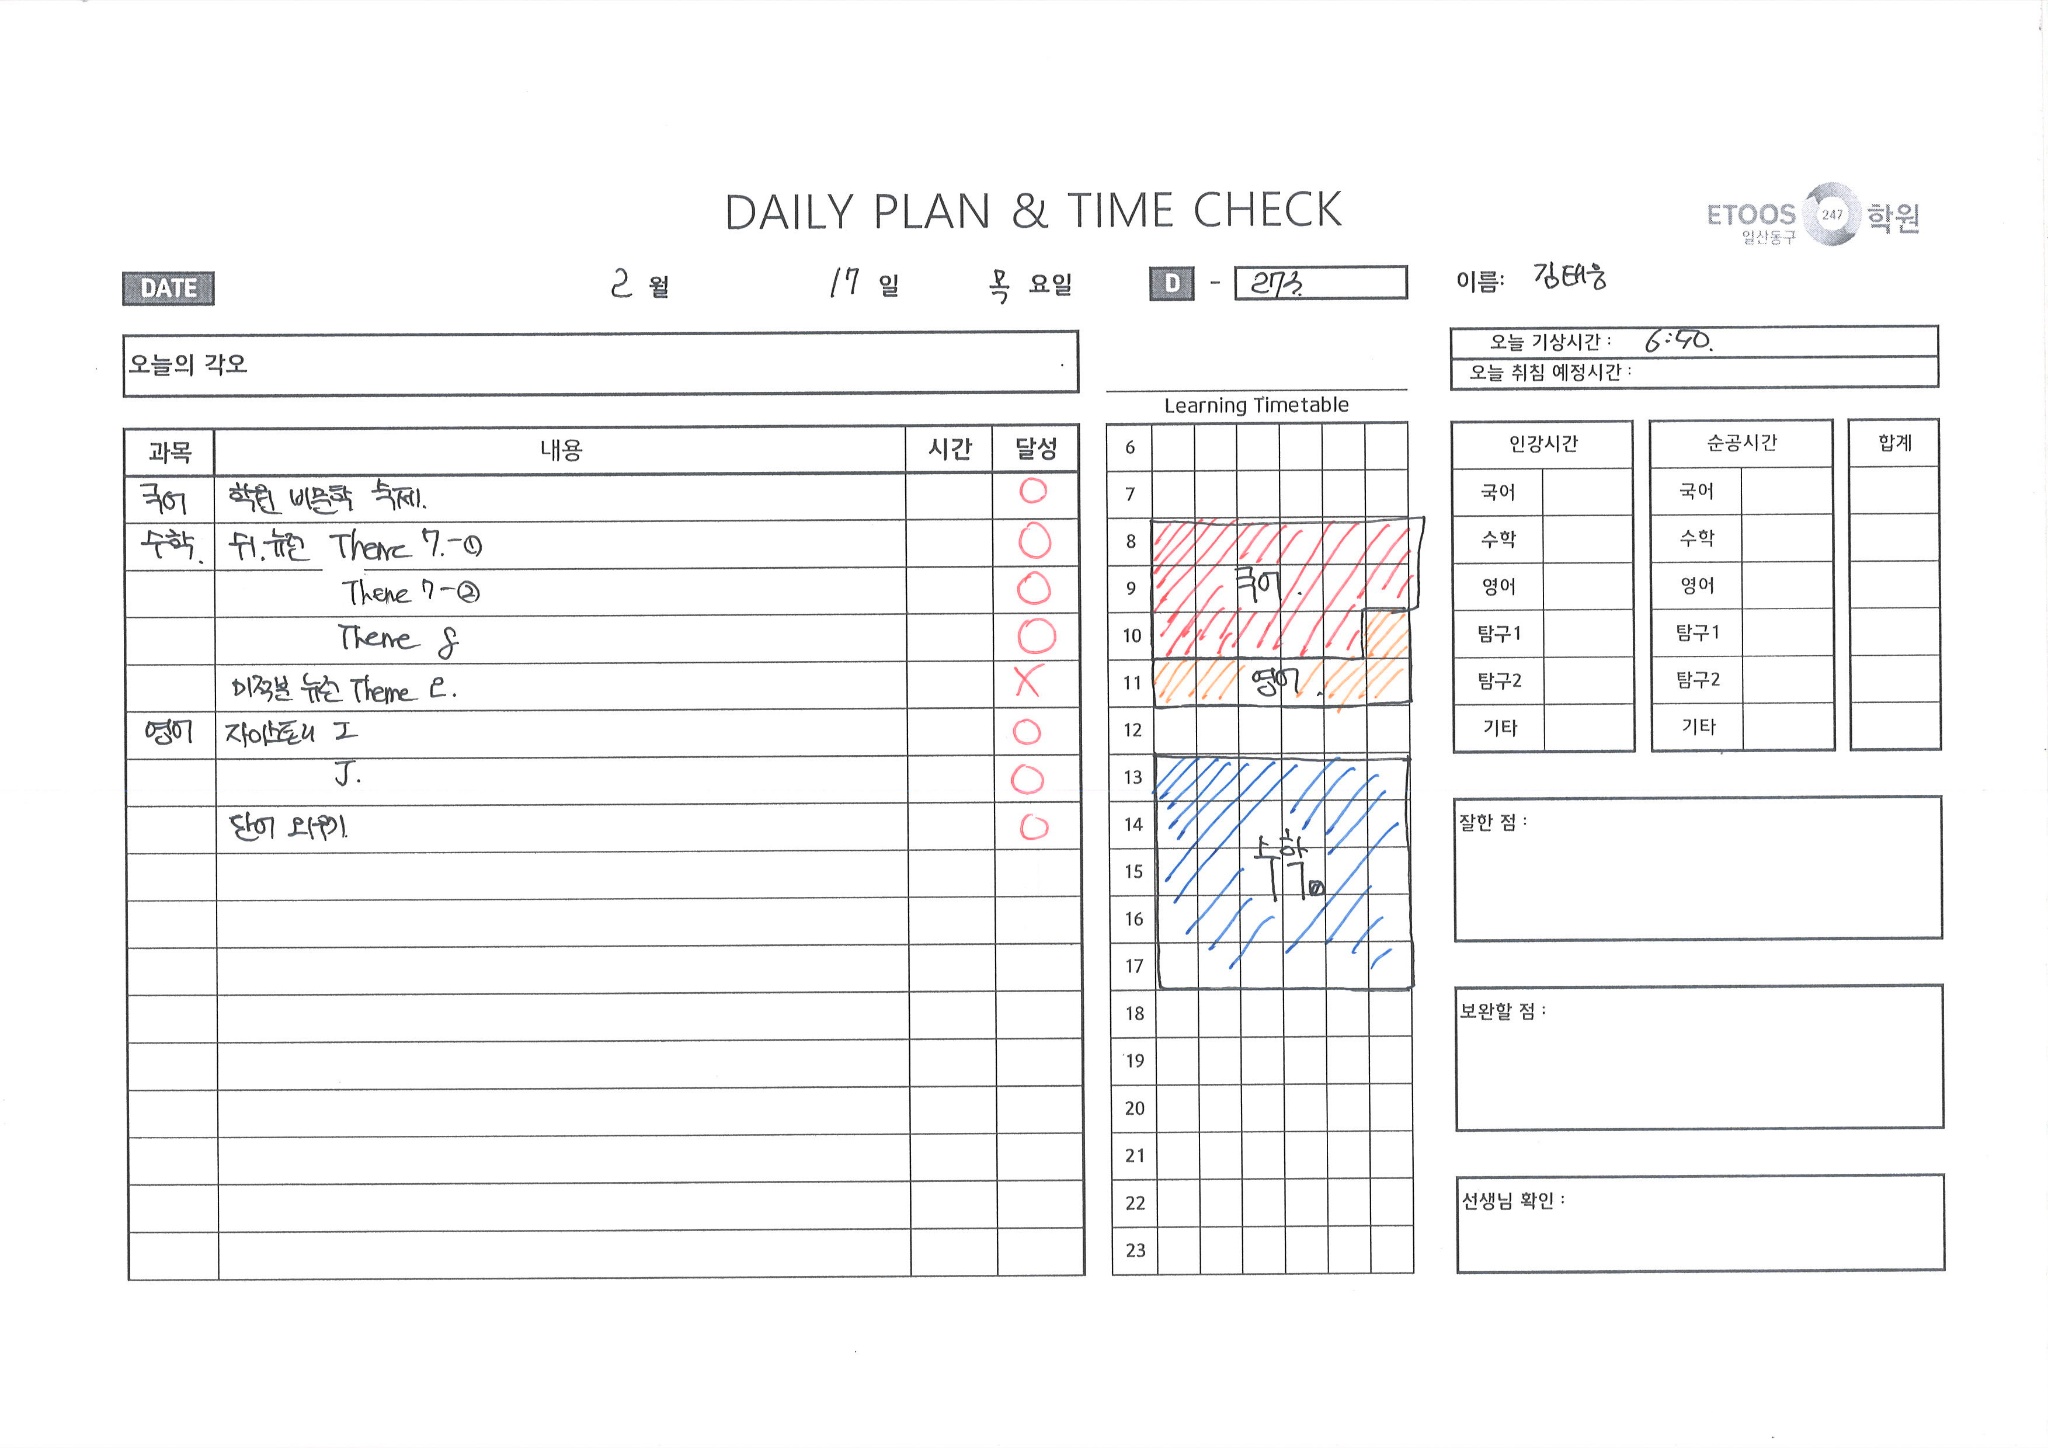 DAILY PLAN & TIME CHECK
ETOOS 247 학원
일산동구
DATE 2 월 17 일 목 요일 D - 273. 이름: 김태웅
오늘의 각오
오늘 기상시간 : 6:50.
오늘 취침 예정시간 :
과목 내용 시간 달성
국어 학원 비문학 숙제. O
수학. 뉴런 Theme 7.-① O
Theme 7-② O
Theme 8 O
미적분 뉴런 Theme 2. X
영어 자이스토리 I O
J. O
단어 외우기. O
Learning Timetable
6
7
8
9 국어.
10
11 영어.
12
13
14
15 수학
16
17
18
19
20
21
22
23
인강시간
국어
수학
영어
탐구1
탐구2
기타
순공시간
국어
수학
영어
탐구1
탐구2
기타
합계
잘한 점 :
보완할 점 :
선생님 확인 :